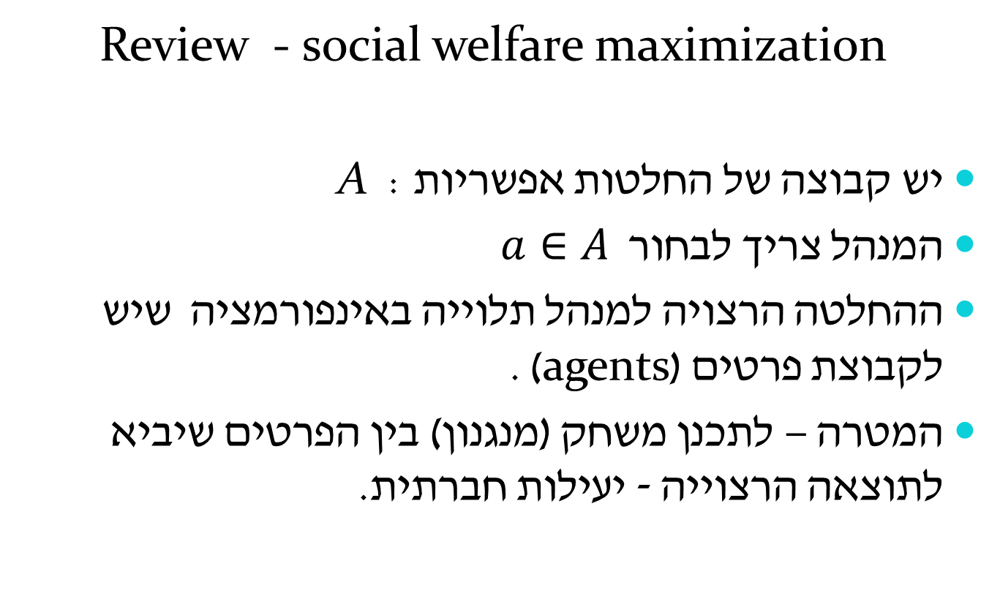 Review - social welfare maximization
יש קבוצה של החלטות אפשריות : A
המנהל צריך לבחור a ∈ A
ההחלטה הרצויה למנהל תלוייה באינפורמציה שיש
לקבוצת פרטים (agents) .
המטרה – לתכנן משחק (מנגנון) בין הפרטים שיביא
לתוצאה הרצוייה - יעילות חברתית.